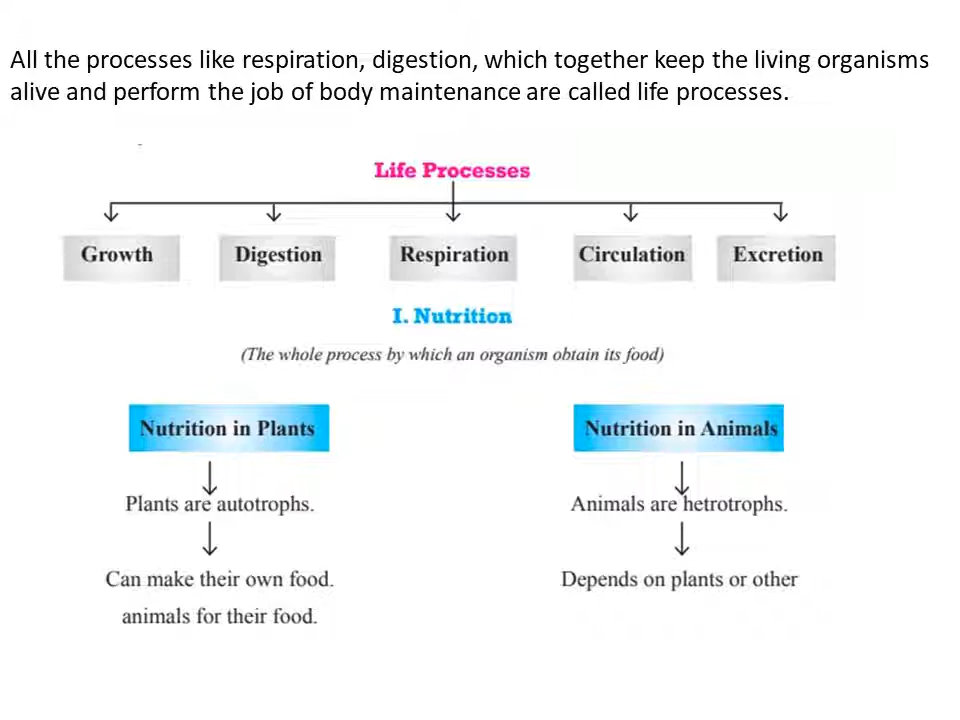 All the processes like respiration, digestion, which together keep the living organisms
alive and perform the job of body maintenance are called life processes.
Life Processes
Growth
Digestion
Respiration
Circulation
Excretion
I. Nutrition
(The whole process by which an organism obtain its food)
Nutrition in Plants
Nutrition in Animals
Plants are autotrophs.
Animals are hetrotrophs.
Can make their own food.
Depends on plants or other
animals for their food.